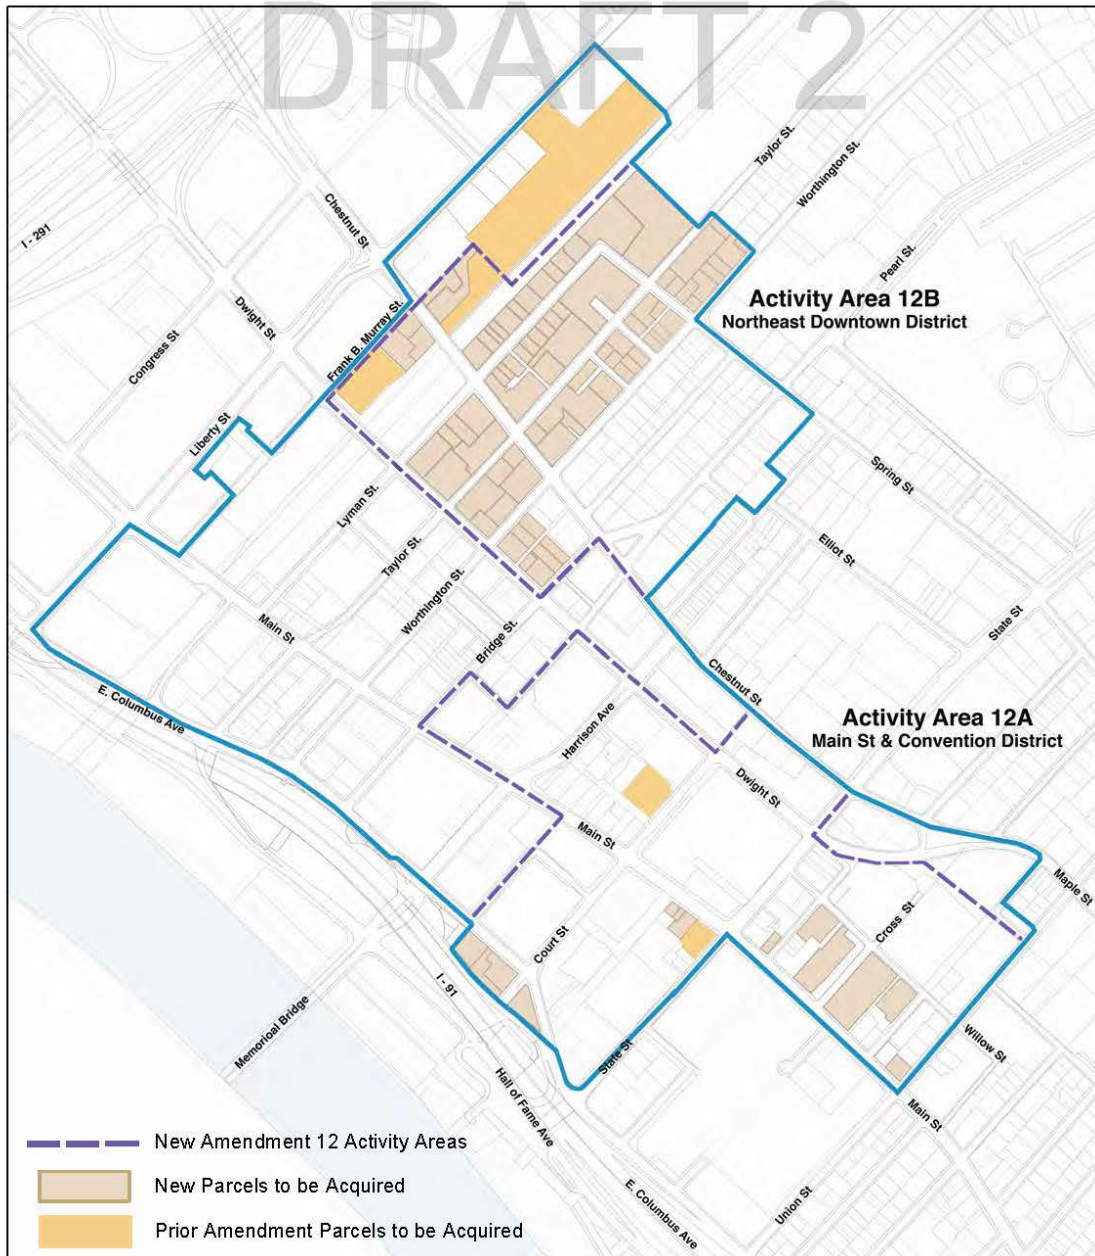 DRAFT 2
Taylor St.
Worthington St.
Chestnut St
I - 291
Pearl St.
Dwight St
Activity Area 12B
Northeast Downtown District
Frank B. Murray St.
Congress St
Liberty St
Spring St
Lyman St.
Elliot St
Taylor St.
Worthington St.
State St
Main St
Bridge St.
Chestnut St
E. Columbus Ave
Harrison Ave
Activity Area 12A
Main St & Convention District
Dwight St
Main St
Maple St
Cross St
Court St
I - 91
Memorioal Bridge
State St
Willow St
Hall of Fame Ave
Main St
New Amendment 12 Activity Areas
New Parcels to be Acquired
E. Columbus Ave
Union St
Prior Amendment Parcels to be Acquired